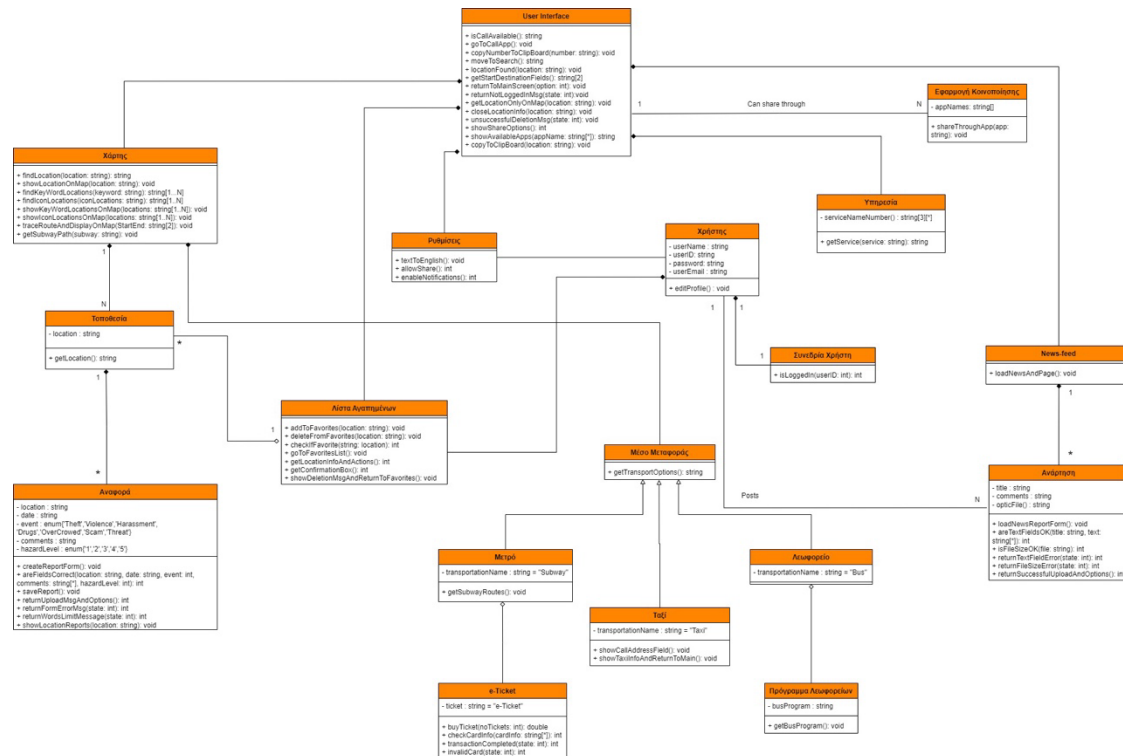 User Interface
+ isCallAvailable(): string
+ goToCallApp(): void
+ copyNumberToClipBoard(number: string): void
+ moveToSearch(): string
+ locationFound(location: string): void
+ getStartDestinationFields(): string[2]
+ returnToMainScreen(option: int): void
+ returnNotLoggedInMsg(state: int):void
+ getLocationOnlyOnMap(location: string): void
+ closeLocationInfo(location: string): void
+ unsuccessfulDeletionMsg(state: int): void
+ showShareOptions(): int
+ showAvailableApps(appName: string[*]): string
+ copyToClipBoard(location: string): void
1
Can share through
N
Εφαρμογή Κοινοποίησης
- appNames: string[]
+ shareThroughApp(app:
string): void
Χάρτης
+ findLocation(location: string): string
+ showLocationOnMap(location: string): void
+ findKeyWordLocations(keyword: string): string[1...N]
+ findIconLocations(iconLocations: string): string[1...N]
+ showKeyWordLocationsOnMap(locations: string[1..N]): void
+ showIconLocationsOnMap(locations: string[1..N]): void
+ traceRouteAndDisplayOnMap(StartEnd: string[2]): void
+ getSubwayPath(subway: string): void
1
N
Υπηρεσία
- serviceNameNumber() : string[3][*]
+ getService(service: string): string
Ρυθμίσεις
+ textToEnglish(): void
+ allowShare(): int
+ enableNotifications(): int
Χρήστης
- userName : string
- userID: string
- password: string
- userEmail : string
+ editProfile() : void
1
1
Τοποθεσία
- location : string
+ getLocation(): string
*
1
1
Συνεδρία Χρήστη
+ isLoggedIn(userID: int): int
News-feed
+ loadNewsAndPage(): void
1
Λίστα Αγαπημένων
+ addToFavorites(location: string): void
+ deleteFromFavorites(location: string): void
+ checkIfFavorite(string: location): int
+ goToFavoritesList(): void
+ getLocationInfoAndActions(): int
+ getConfirmationBox(): int
+ showDeletionMsgAndReturnToFavorites(): void
1
Μέσο Μεταφοράς
+ getTransportOptions(): string
*
*
Αναφορά
- location : string
- date : string
- event : enum{'Theft','Violence','Harassment',
'Drugs','OverCrowed','Scam','Threat'}
- comments : string
- hazardLevel : enum{'1','2','3','4','5'}
+ createReportForm(): void
+ areFieldsCorrect(location: string, date: string, event: int,
comments: string[*], hazardLevel: int): int
+ saveReport(): void
+ returnUploadMsgAndOptions(): int
+ returnFormErrorMsg(state: int): int
+ returnWordsLimitMessage(state: int): int
+ showLocationReports(location: string): void
Posts
N
Ανάρτηση
- title : string
- comments : string
- opticFile() : string
+ loadNewsReportForm(): void
+ areTextFieldsOK(title: string, text:
string[*]): int
+ isFileSizeOK(file: string): int
+ returnTextFieldError(state: int): int
+ returnFileSizeError(state: int): int
+ returnSuccessfulUploadAndOptions(): int
Μετρό
- transportationName : string = "Subway"
+ getSubwayRoutes(): void
Λεωφορείο
- transportationName : string = "Bus"
Ταξί
- transportationName : string = "Taxi"
+ showCallAddressField(): void
+ showTaxiInfoAndReturnToMain(): void
e-Ticket
- ticket : string = "e-Ticket"
+ buyTicket(noTickets: int): double
+ checkCardInfo(cardInfo: string[*]): int
+ transactionCompleted(state: int): int
+ invalidCard(state: int): int
Πρόγραμμα Λεωφορείων
- busProgram : string
+ getBusProgram(): void